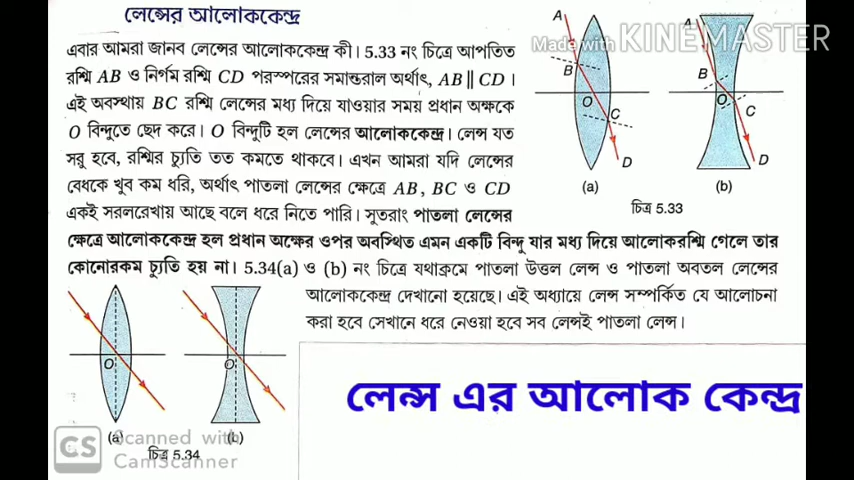 লেন্সের আলোককেন্দ্র
এবার আমরা জানব লেন্সের আলোককেন্দ্র কী। 5.33 নং চিত্রে আপতিত
রশ্মি AB ও নির্গম রশ্মি CD পরস্পরের সমান্তরাল অর্থাৎ, AB || CD ।
এই অবস্থায় BC রশ্মি লেন্সের মধ্য দিয়ে যাওয়ার সময় প্রধান অক্ষকে
O বিন্দুতে ছেদ করে। O বিন্দুটি হল লেন্সের আলোককেন্দ্র। লেন্স যত
সরু হবে, রশ্মির চ্যুতি তত কমতে থাকবে। এখন আমরা যদি লেন্সের
বেধকে খুব কম ধরি, অর্থাৎ পাতলা লেন্সের ক্ষেত্রে AB, BC ও CD
একই সরলরেখায় আছে বলে ধরে নিতে পারি। সুতরাং পাতলা লেন্সের
ক্ষেত্রে আলোককেন্দ্র হল প্রধান অক্ষের ওপর অবস্থিত এমন একটি বিন্দু যার মধ্য দিয়ে আলোকরশ্মি গেলে তার
কোনোরকম চ্যুতি হয় না। 5.34(a) ও (b) নং চিত্রে যথাক্রমে পাতলা উত্তল লেন্স ও পাতলা অবতল লেন্সের
আলোককেন্দ্র দেখানো হয়েছে। এই অধ্যায়ে লেন্স সম্পর্কিত যে আলোচনা
করা হবে সেখানে ধরে নেওয়া হবে সব লেন্সই পাতলা লেন্স।
A
B
O
C
D
(a)
A
B
O
C
D
(b)
চিত্র 5.33
Made with KINEMASTER
O
(a)
O
(b)
চিত্র 5.34
CS Scanned with
CamScanner
লেন্স এর আলোক কেন্দ্র